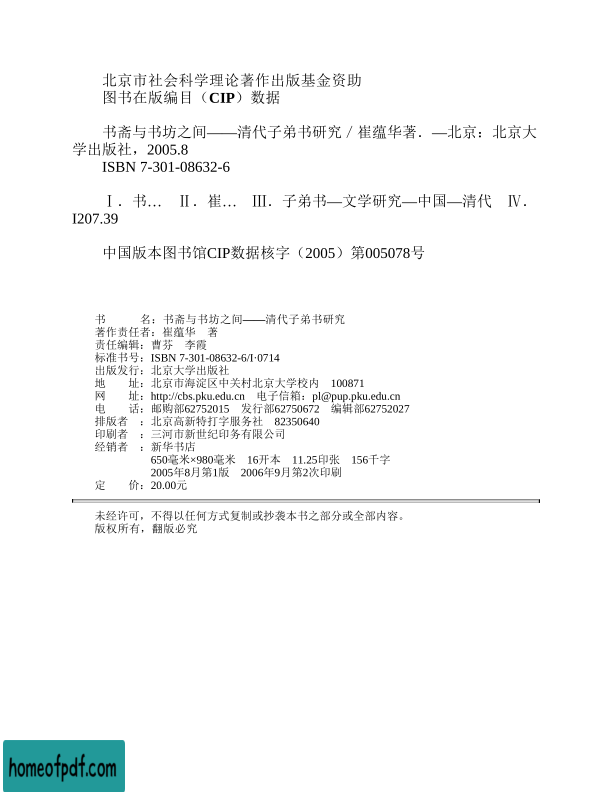 北京市社会科学理论著作出版基金资助
图书在版编目（CIP）数据
书斋与书坊之间——清代子弟书研究／崔蕴华著．—北京：北京大
学出版社，2005.8
ISBN 7-301-08632-6
Ⅰ．书…　Ⅱ．崔…　Ⅲ．子弟书—文学研究—中国—清代　Ⅳ．
I207.39
中国版本图书馆CIP数据核字（2005）第005078号
书　　　名：书斋与书坊之间——清代子弟书研究
著作责任者：崔蕴华　著
责任编辑：曹芬　李霞
标准书号：ISBN 7-301-08632-6/I·0714
出版发行：北京大学出版社
地　　址：北京市海淀区中关村北京大学校内　100871
网　　址：http://cbs.pku.edu.cn　电子信箱：pl@pup.pku.edu.cn
电　　话：邮购部62752015　发行部62750672　编辑部62752027
排版者　：北京高新特打字服务社　82350640
印刷者　：三河市新世纪印务有限公司
经销者　：新华书店
650毫米×980毫米　16开本　11.25印张　156千字
2005年8月第1版　2006年9月第2次印刷
定　　价：20.00元
未经许可，不得以任何方式复制或抄袭本书之部分或全部内容。
版权所有，翻版必究
homeofpdf.com